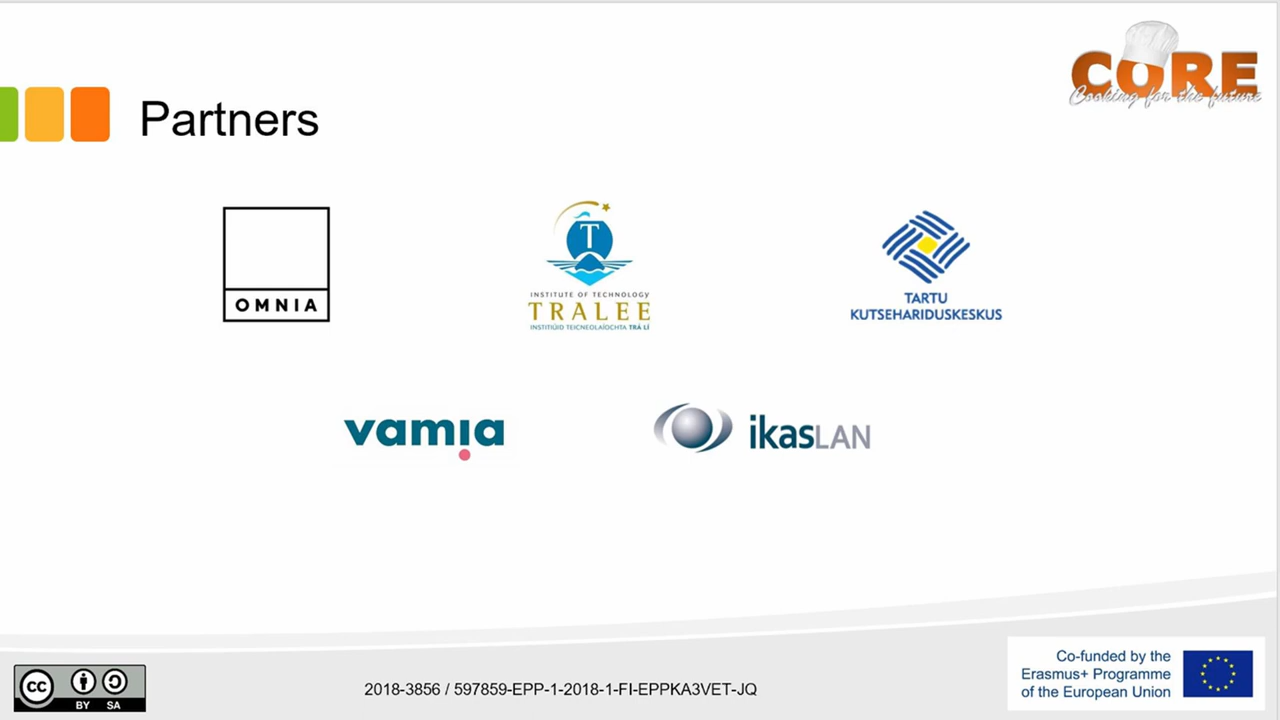 CORE
Cooking for the future
Partners
OMNIA
T
INSTITUTE OF TECHNOLOGY
TRALEE
INSTITIÚID TEICNEOLAÍOCHTA TRÁ LÍ
TARTU
KUTSEHARIDUSKESKUS
vamia
ikasLAN
cc
BY SA
2018-3856 / 597859-EPP-1-2018-1-FI-EPPKA3VET-JQ
Co-funded by the
Erasmus+ Programme
of the European Union